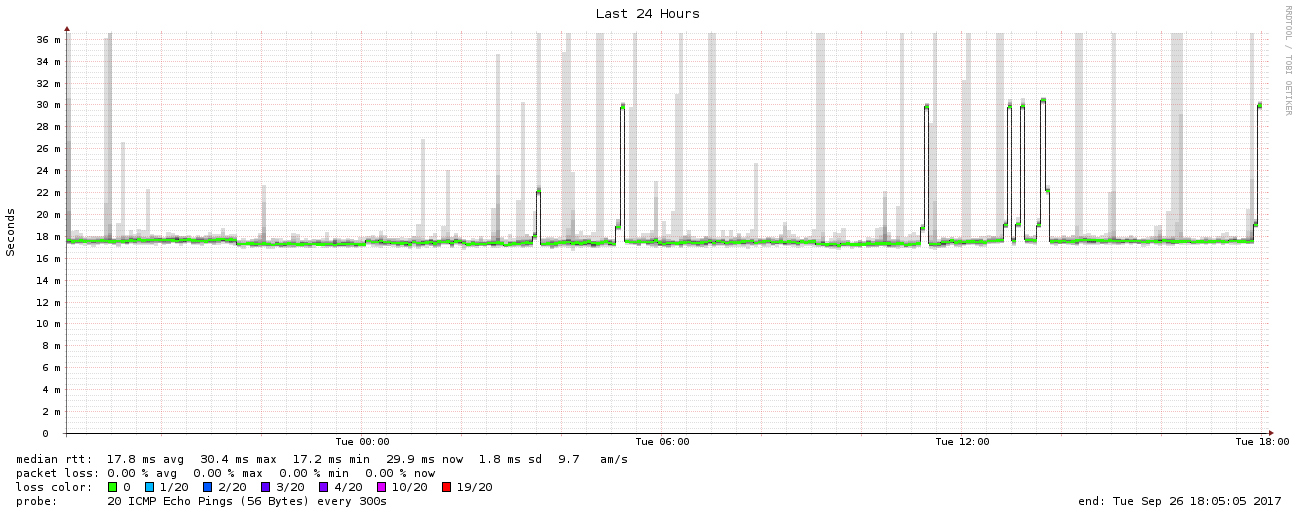 Last 24 Hours
RRDTOOL / TOBI OETIKER
Seconds
36 m
34 m
32 m
30 m
28 m
26 m
24 m
22 m
20 m
18 m
16 m
14 m
12 m
10 m
8 m
6 m
4 m
2 m
0
Tue 00:00 Tue 06:00 Tue 12:00 Tue 18:00
median rtt: 17.8 ms avg 30.4 ms max 17.2 ms min 29.9 ms now 1.8 ms sd 9.7 am/s
packet loss: 0.00 % avg 0.00 % max 0.00 % min 0.00 % now
loss color: 0 1/20 2/20 3/20 4/20 10/20 19/20
probe: 20 ICMP Echo Pings (56 Bytes) every 300s end: Tue Sep 26 18:05:05 2017